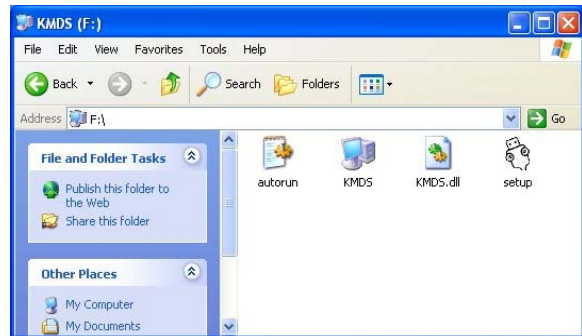 KMDS (F:)
File Edit View Favorites Tools Help
Back Search Folders
Address F:\ Go
File and Folder Tasks
Publish this folder to
the Web
Share this folder
Other Places
My Computer
My Documents
autorun KMDS KMDS.dll setup